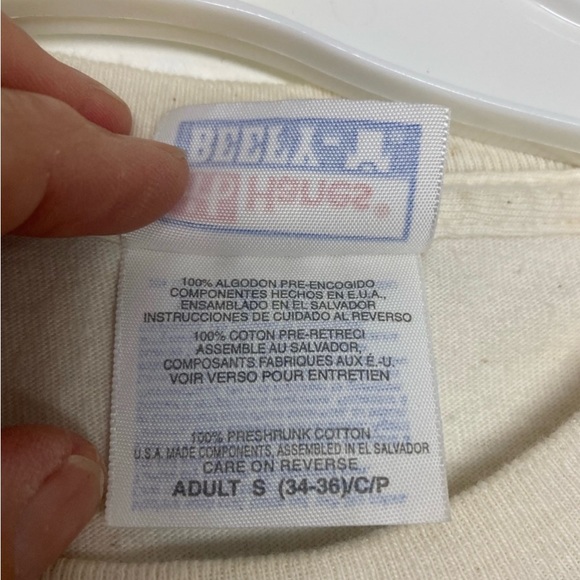 BEEFY-T
Hanes®
100% ALGODON PRE-ENCOGIDO
COMPONENTES HECHOS EN E.U.A.,
ENSAMBLADO EN EL SALVADOR
INSTRUCCIONES DE CUIDADO AL REVERSO
100% COTON PRE-RETRECI
ASSEMBLE AU SALVADOR,
COMPOSANTS FABRIQUES AUX É.-U.
VOIR VERSO POUR ENTRETIEN
100% PRESHRUNK COTTON
U.S.A. MADE COMPONENTS, ASSEMBLED IN EL SALVADOR
CARE ON REVERSE
ADULT S (34-36)/C/P